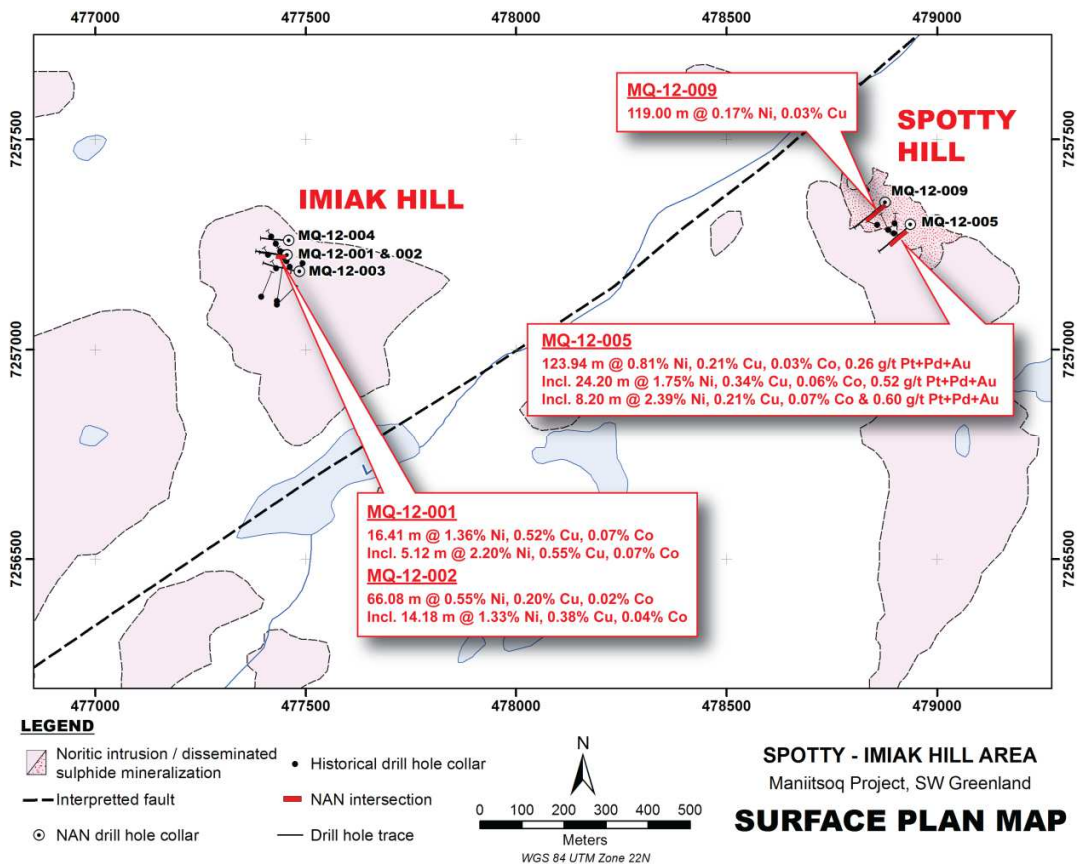 477000 477500 478000 478500 479000
7257500
7257000
7256500
7257500
7257000
7256500
MQ-12-009
119.00 m @ 0.17% Ni, 0.03% Cu
SPOTTY
HILL
MQ-12-009
MQ-12-005
IMIAK HILL
MQ-12-004
MQ-12-001 & 002
MQ-12-003
MQ-12-005
123.94 m @ 0.81% Ni, 0.21% Cu, 0.03% Co, 0.26 g/t Pt+Pd+Au
Incl. 24.20 m @ 1.75% Ni, 0.34% Cu, 0.06% Co, 0.52 g/t Pt+Pd+Au
Incl. 8.20 m @ 2.39% Ni, 0.21% Cu, 0.07% Co & 0.60 g/t Pt+Pd+Au
MQ-12-001
16.41 m @ 1.36% Ni, 0.52% Cu, 0.07% Co
Incl. 5.12 m @ 2.20% Ni, 0.55% Cu, 0.07% Co
MQ-12-002
66.08 m @ 0.55% Ni, 0.20% Cu, 0.02% Co
Incl. 14.18 m @ 1.33% Ni, 0.38% Cu, 0.04% Co
477000 477500 478000 478500 479000
LEGEND
Noritic intrusion / disseminated
sulphide mineralization
Interpretted fault
NAN drill hole collar
Historical drill hole collar
NAN intersection
Drill hole trace
N
0 100 200 300 400 500
Meters
WGS 84 UTM Zone 22N
SPOTTY - IMIAK HILL AREA
Maniitsoq Project, SW Greenland
SURFACE PLAN MAP